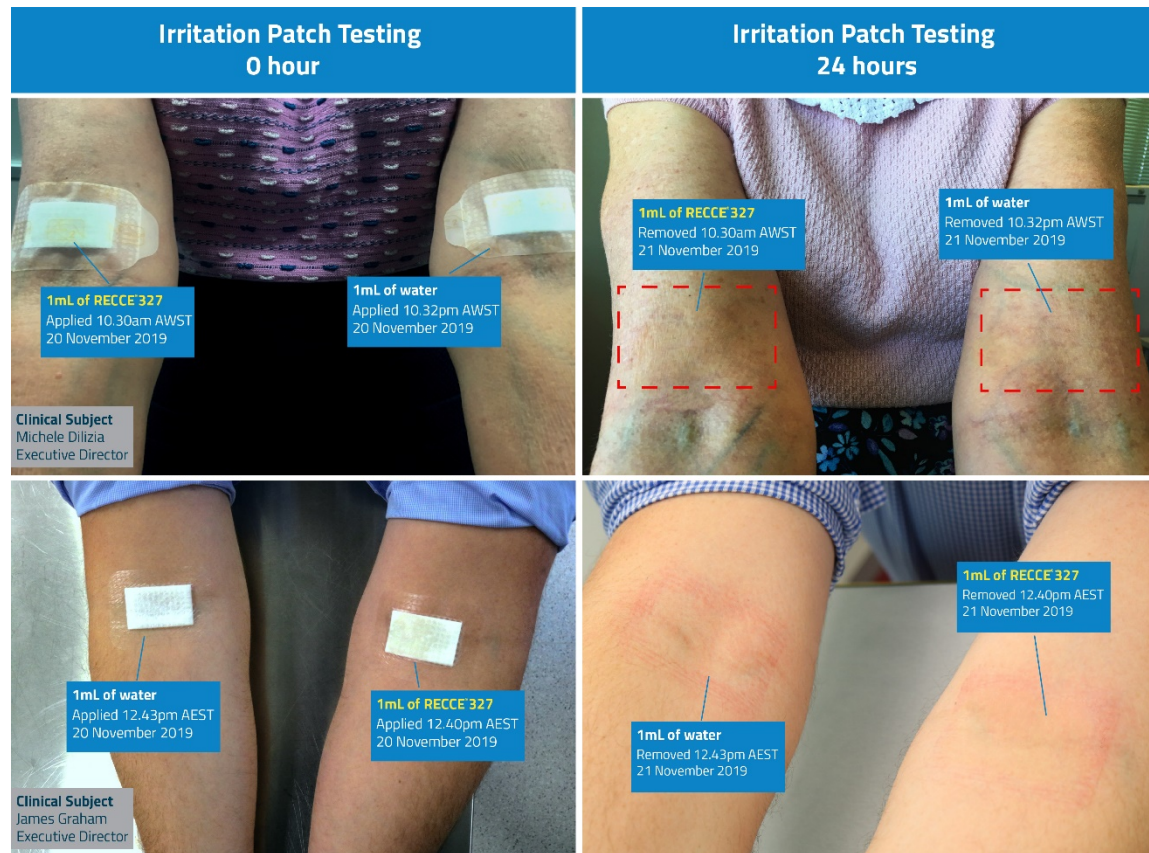 Irritation Patch Testing
0 hour
Irritation Patch Testing
24 hours
1mL of RECCE®327
Applied 10.30am AWST
20 November 2019
1mL of water
Applied 10.32pm AWST
20 November 2019
Clinical Subject
Michele Dilizia
Executive Director
1mL of RECCE®327
Removed 10.30am AWST
21 November 2019
1mL of water
Removed 10.32pm AWST
21 November 2019
1mL of water
Applied 12.43pm AEST
20 November 2019
1mL of RECCE®327
Applied 12.40pm AEST
20 November 2019
Clinical Subject
James Graham
Executive Director
1mL of RECCE®327
Removed 12.40pm AEST
21 November 2019
1mL of water
Removed 12.43pm AEST
21 November 2019